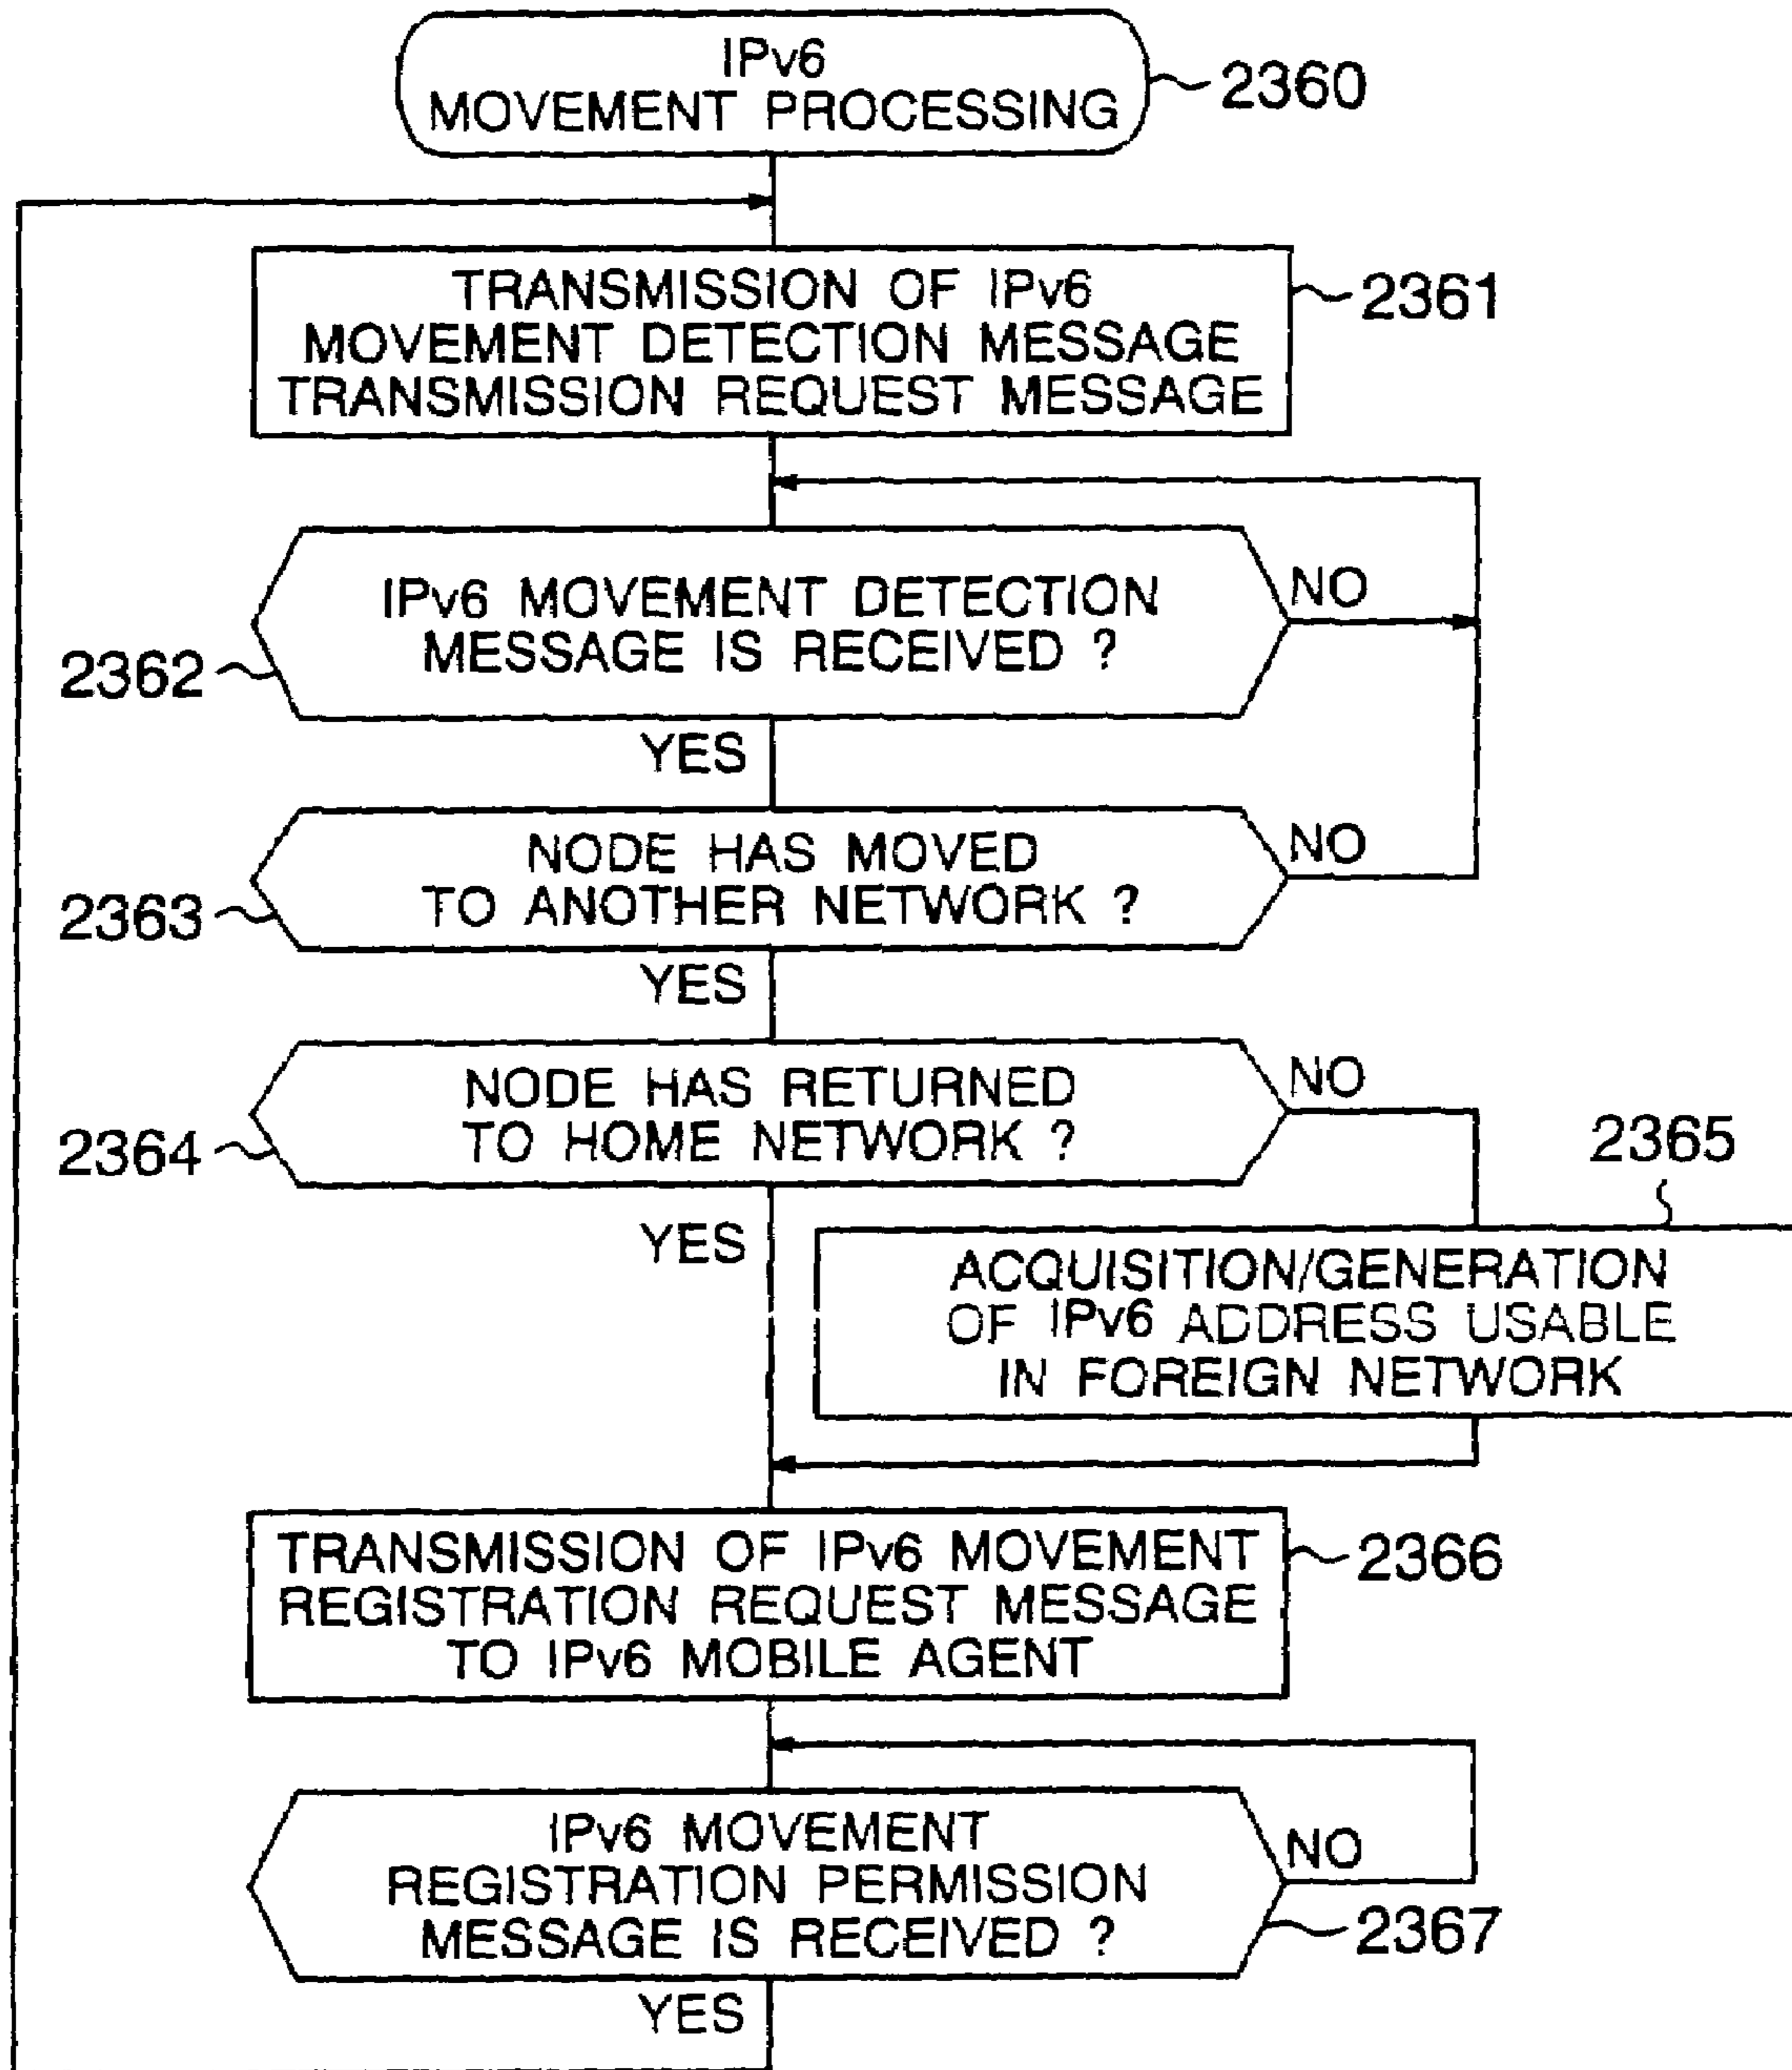 IPv6
MOVEMENT PROCESSING
2360
TRANSMISSION OF IPv6
MOVEMENT DETECTION MESSAGE
TRANSMISSION REQUEST MESSAGE
2361
IPv6 MOVEMENT DETECTION
MESSAGE IS RECEIVED ?
NO
2362
YES
NODE HAS MOVED
TO ANOTHER NETWORK ?
NO
2363
YES
NODE HAS RETURNED
TO HOME NETWORK ?
NO
2364
YES
2365
ACQUISITION/GENERATION
OF IPv6 ADDRESS USABLE
IN FOREIGN NETWORK
TRANSMISSION OF IPv6 MOVEMENT
REGISTRATION REQUEST MESSAGE
TO IPv6 MOBILE AGENT
2366
IPv6 MOVEMENT
REGISTRATION PERMISSION
MESSAGE IS RECEIVED ?
NO
2367
YES